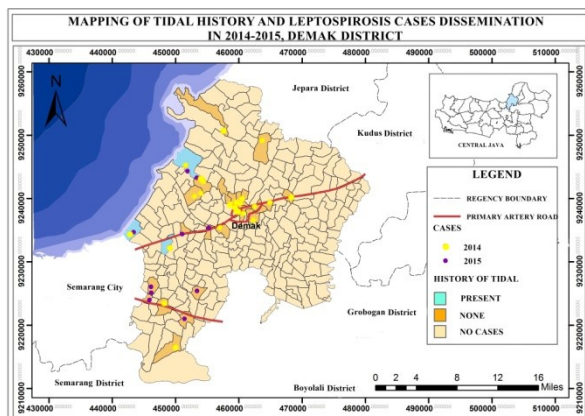 MAPPING OF TIDAL HISTORY AND LEPTOSPIROSIS CASES DISSEMINATION
IN 2014-2015, DEMAK DISTRICT
430000 440000 450000 460000 470000 480000 490000 500000 510000
9260000
9250000
9240000
9230000
9220000
9210000
N
Jepara District
Kudus District
Demak
Semarang City
Grobogan District
Semarang District
Boyolali District
CENTRAL JAVA
LEGEND
REGENCY BOUNDARY
PRIMARY ARTERY ROAD
CASES
2014
2015
HISTORY OF TIDAL
PRESENT
NONE
NO CASES
0 2 4 8 12 16
Miles
9260000
9250000
9240000
9230000
9220000
9210000
430000 440000 450000 460000 470000 480000 490000 500000 510000